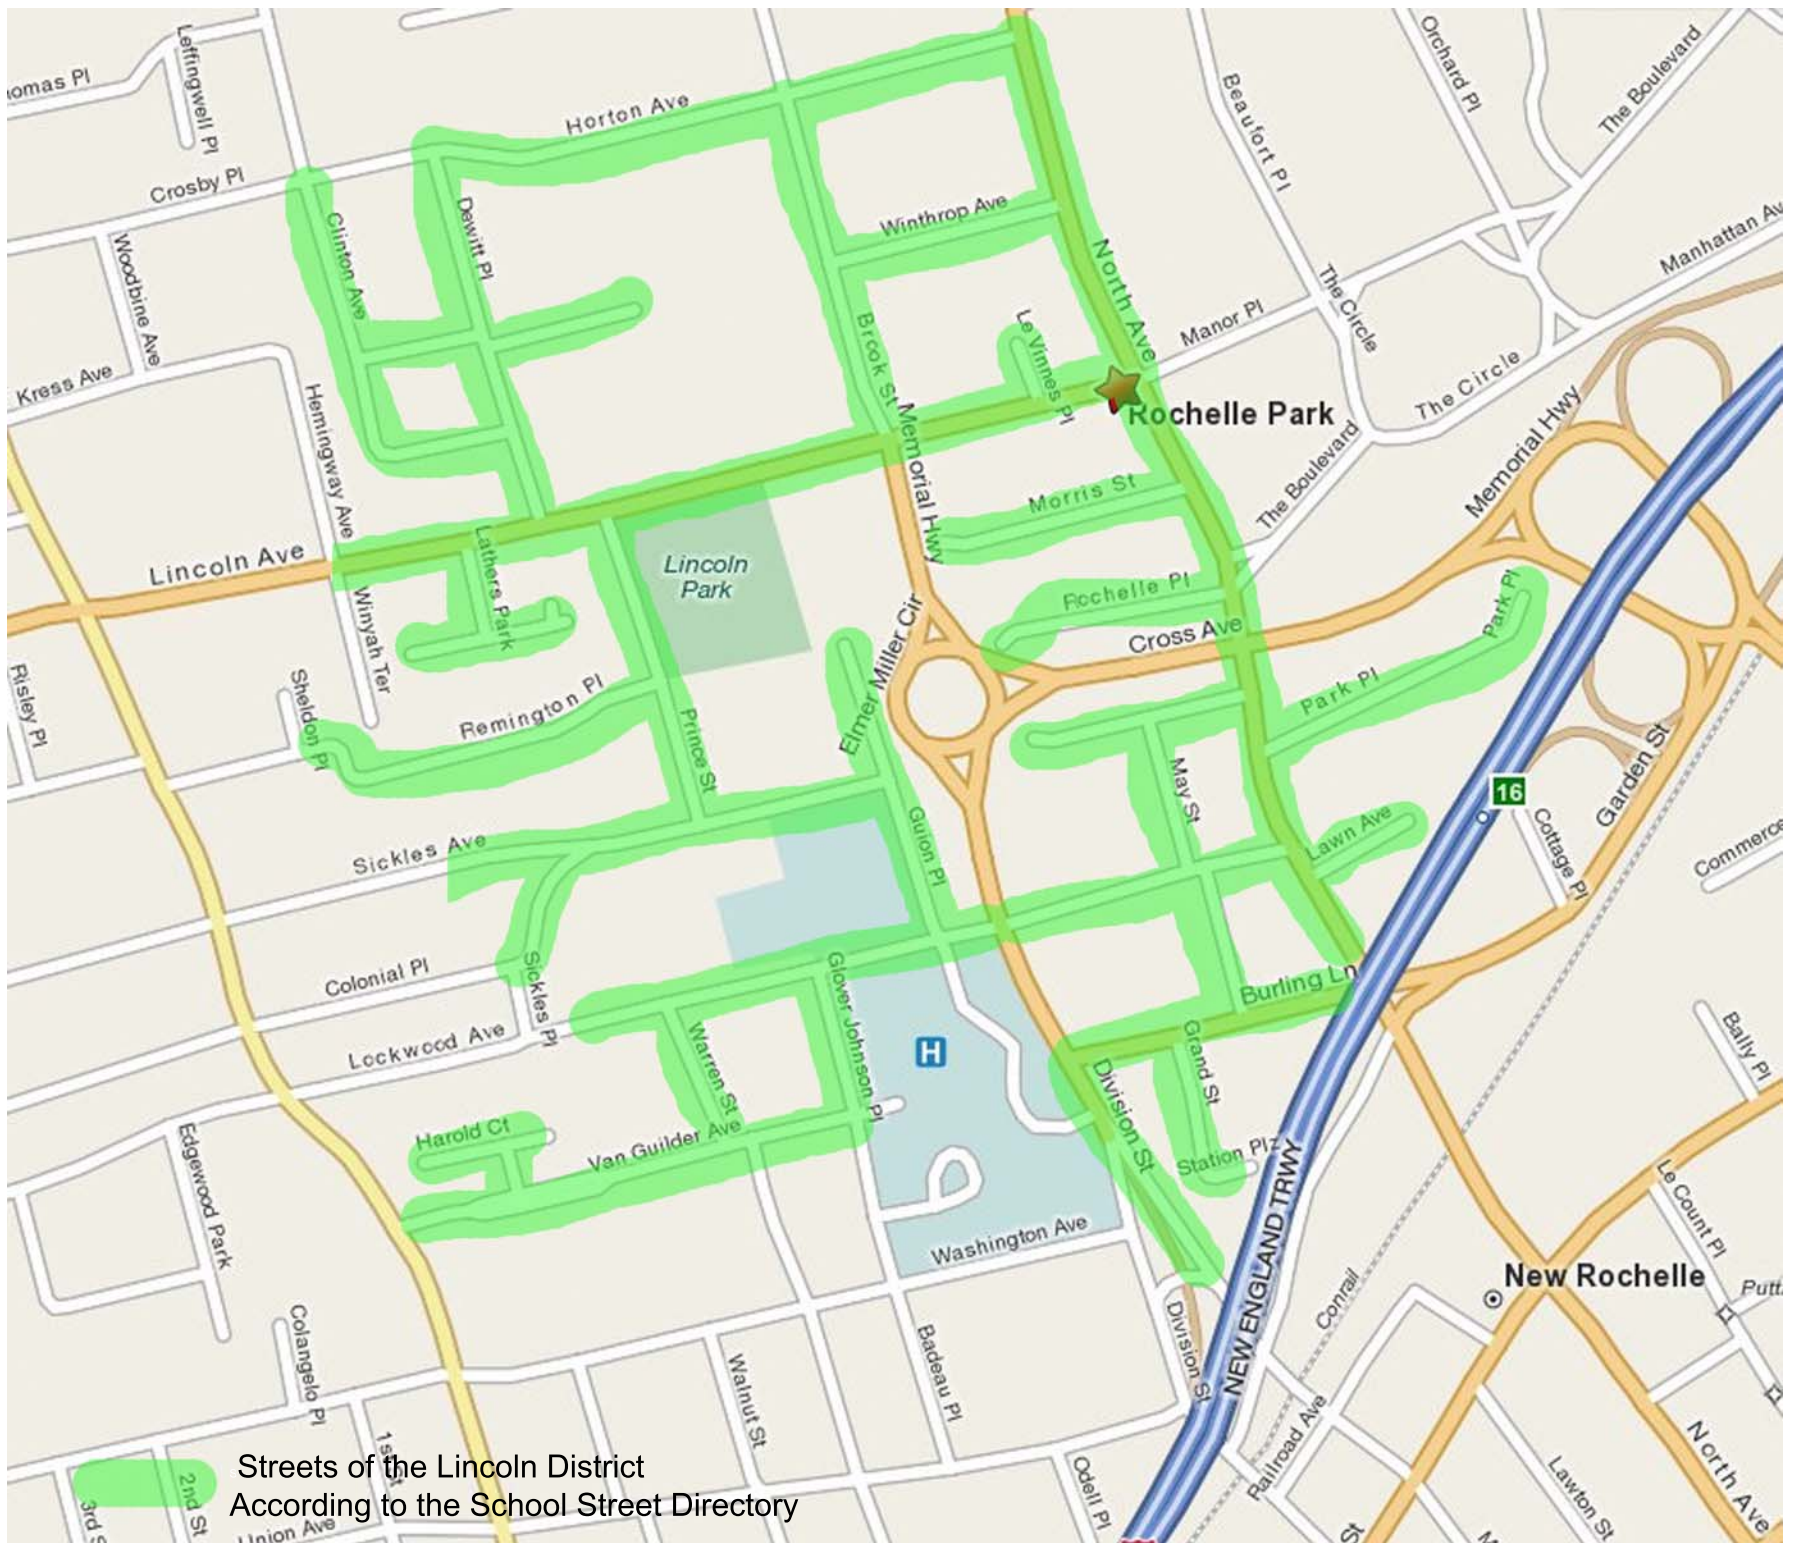 Leffingwell Pl
omas Pl
Crosby Pl
Horton Ave
Beaufort Pl
Orchard Pl
The Boulevard
Woodbine Ave
Clinton Ave
Dewitt Pl
Winthrop Ave
North Ave
Manhattan Av
Kress Ave
Hemingway Ave
Brook St
Le Vinnes Pl
Manor Pl
The Circle
The Circle
Rochelle Park
Memorial Hwy
Memorial Hwy
The Boulevard
Morris St
Lincoln Ave
Lathers Park
Lincoln
Park
Winyah Ter
Rochelle Pl
Cross Ave
Park Pl
Park Pl
Elmer Miller Cir
Risley Pl
Sheldon Pl
Remington Pl
Prince St
May St
16
Garden St
Sickles Ave
Guion Pl
Lawn Ave
Cottage Pl
Commerce
Colonial Pl
Sickles Pl
Lockwood Ave
Glover Johnson Pl
Burling Ln
Warren St
H
Division St
Grand St
Bally Pl
Harold Ct
Van Guilder Ave
Station Plz
Edgewood Park
Washington Ave
NEW ENGLAND TRWY
Le Count Pl
New Rochelle
Conrail
Putt
Colangelo Pl
Walnut St
Badeau Pl
Division St
Railroad Ave
North Ave
Lawton St
Odell Pl
1st St
2nd St
3rd S
Union Ave
St
M
Streets of the Lincoln District
According to the School Street Directory